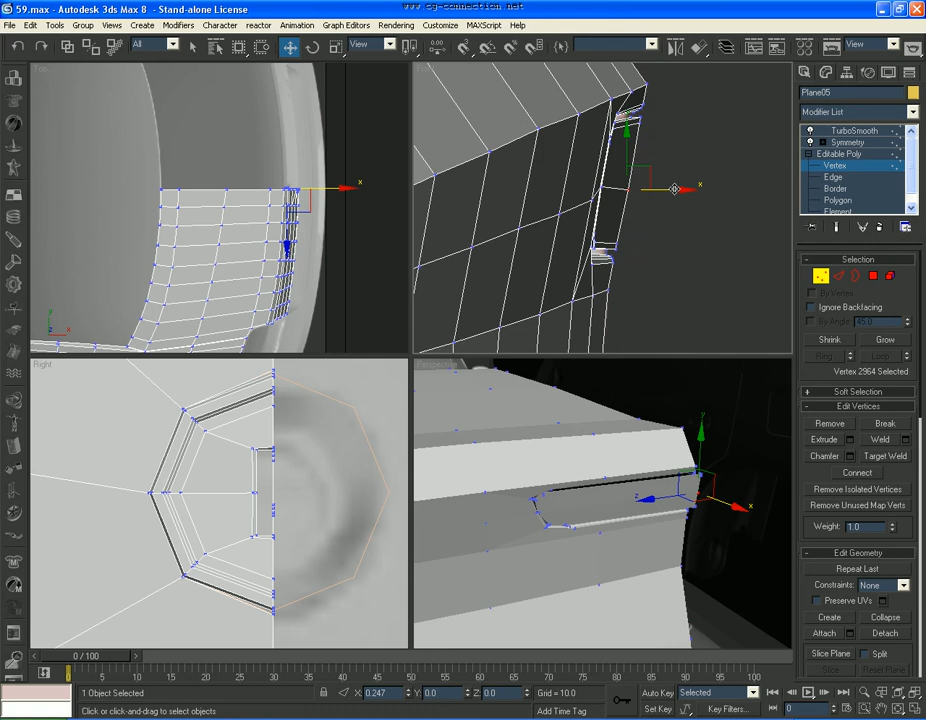 www.cg-connection.net
59.max - Autodesk 3ds Max 8 - Stand-alone License
File Edit Tools Group Views Create Modifiers Character reactor Animation Graph Editors Rendering Customize MAXScript Help
All View View
Top
Front
Right
Perspective
x
y
z
x
x
y
z
x
Plane05
Modifier List
TurboSmooth
Symmetry
Editable Poly
Vertex
Edge
Border
Polygon
Element
Selection
By Vertex
Ignore Backfacing
By Angle: 45.0
Shrink Grow
Ring Loop
Vertex 2964 Selected
Soft Selection
Edit Vertices
Remove Break
Extrude Weld
Chamfer Target Weld
Connect
Remove Isolated Vertices
Remove Unused Map Verts
Weight: 1.0
Edit Geometry
Repeat Last
Constraints: None
Preserve UVs
Create Collapse
Attach Detach
Slice Plane Split
Slice Reset Plane
0 / 100
0 5 10 15 20 25 30 35 40 45 50 55 60 65 70 75 80 85 90 95 100
1 Object Selected X: 0.247 Y: 0.0 Z: 0.0 Grid = 10.0 Auto Key Selected
Click or click-and-drag to select objects Add Time Tag Set Key Key Filters... 0